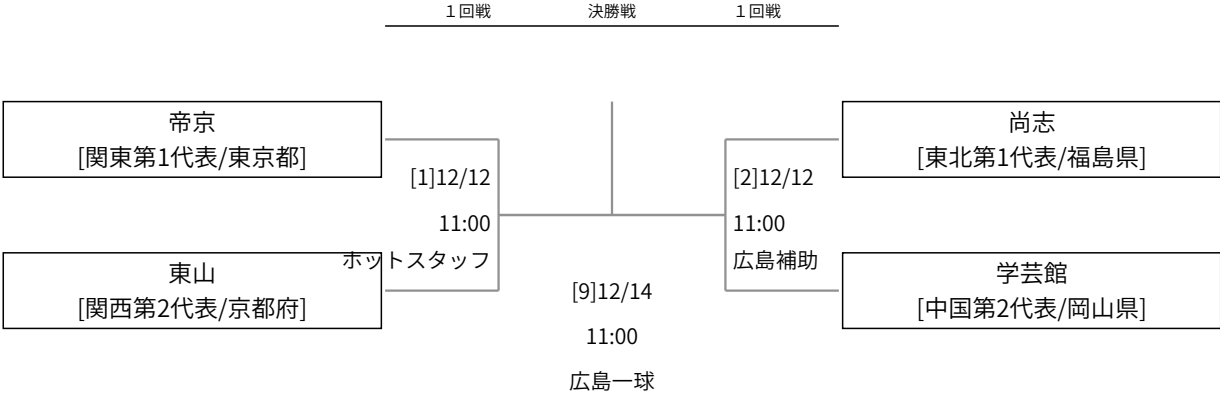 １回戦
決勝戦
１回戦
帝京
[関東第1代表/東京都]
[1]12/12
11:00
ホットスタッフ
東山
[関西第2代表/京都府]
[9]12/14
11:00
広島一球
尚志
[東北第1代表/福島県]
[2]12/12
11:00
広島補助
学芸館
[中国第2代表/岡山県]